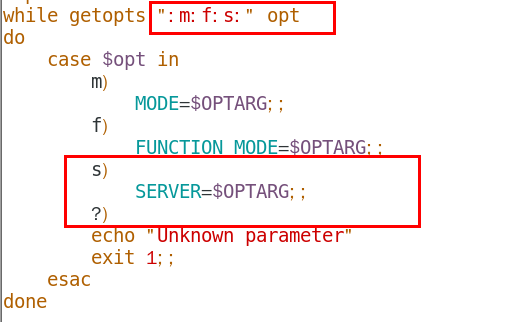 while getopts ":m:f:s:" opt
do
    case $opt in
        m)
            MODE=$OPTARG;;
        f)
            FUNCTION_MODE=$OPTARG;;
        s)
            SERVER=$OPTARG;;
        ?)
        echo "Unknown parameter"
        exit 1;;
    esac
done